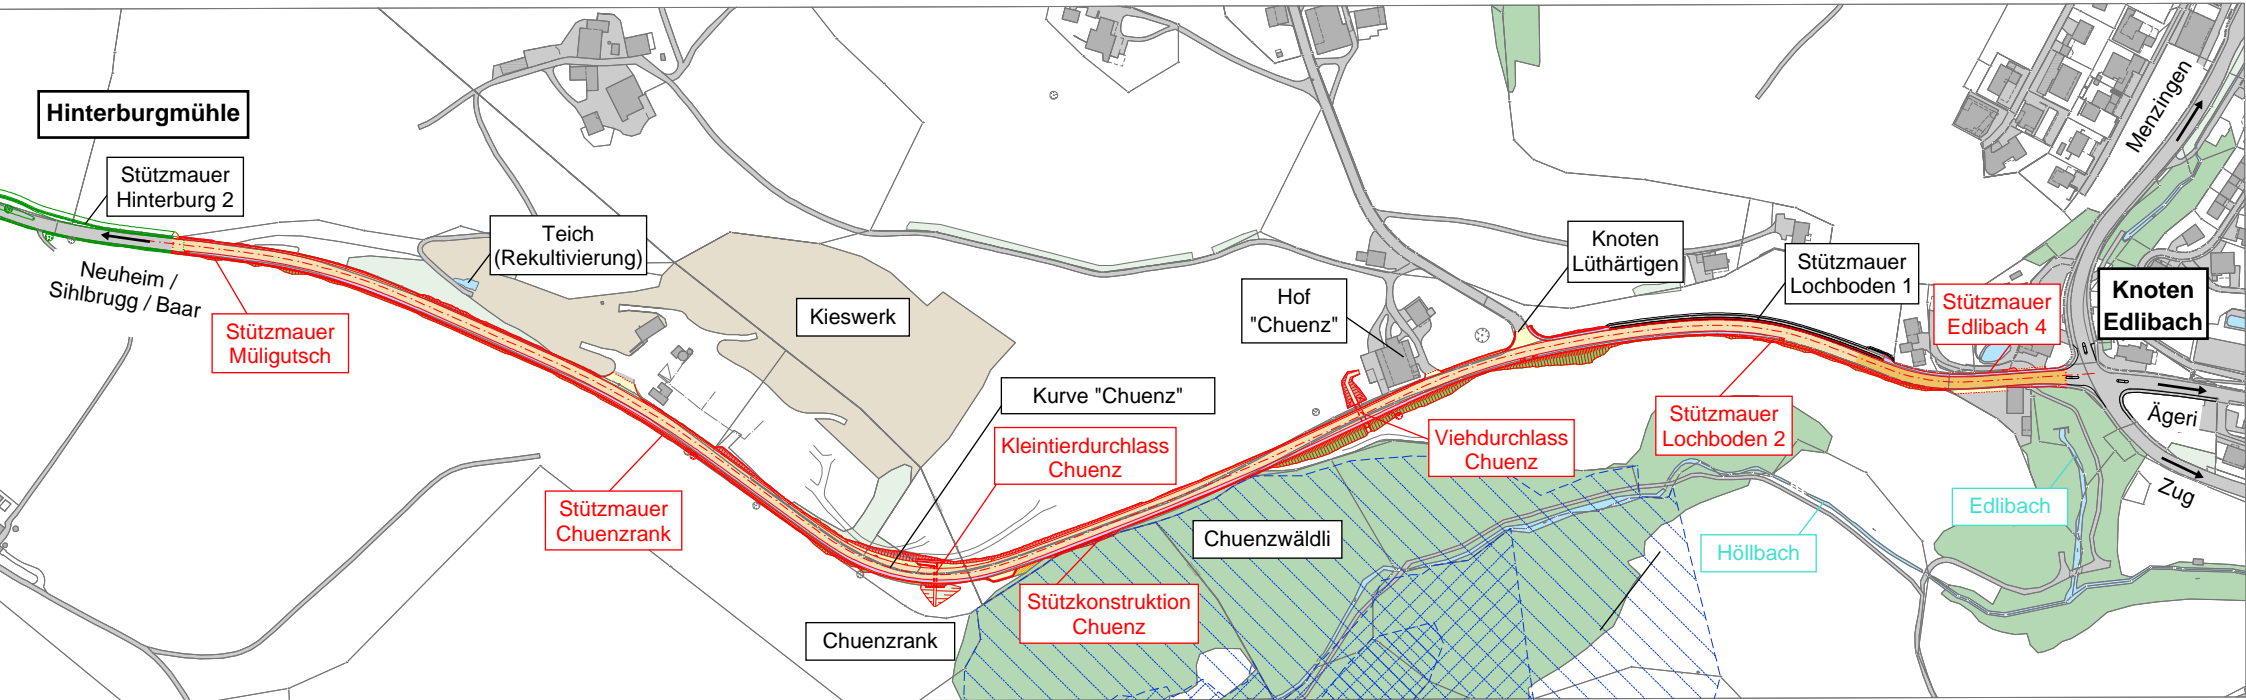 Hinterburgmühle
Stützmauer
Hinterburg 2
Neuheim /
Sihlbrugg / Baar
Stützmauer
Müligutsch
Teich
(Rekultivierung)
Kieswerk
Stützmauer
Chuenzrank
Kurve "Chuenz"
Kleintierdurchlass
Chuenz
Chuenzrank
Stützkonstruktion
Chuenz
Chuenzwäldli
Hof
"Chuenz"
Viehdurchlass
Chuenz
Knoten
Lüthärtigen
Stützmauer
Lochboden 1
Stützmauer
Lochboden 2
Stützmauer
Edlibach 4
Knoten
Edlibach
Menzingen
Ägeri
Zug
Edlibach
Höllbach